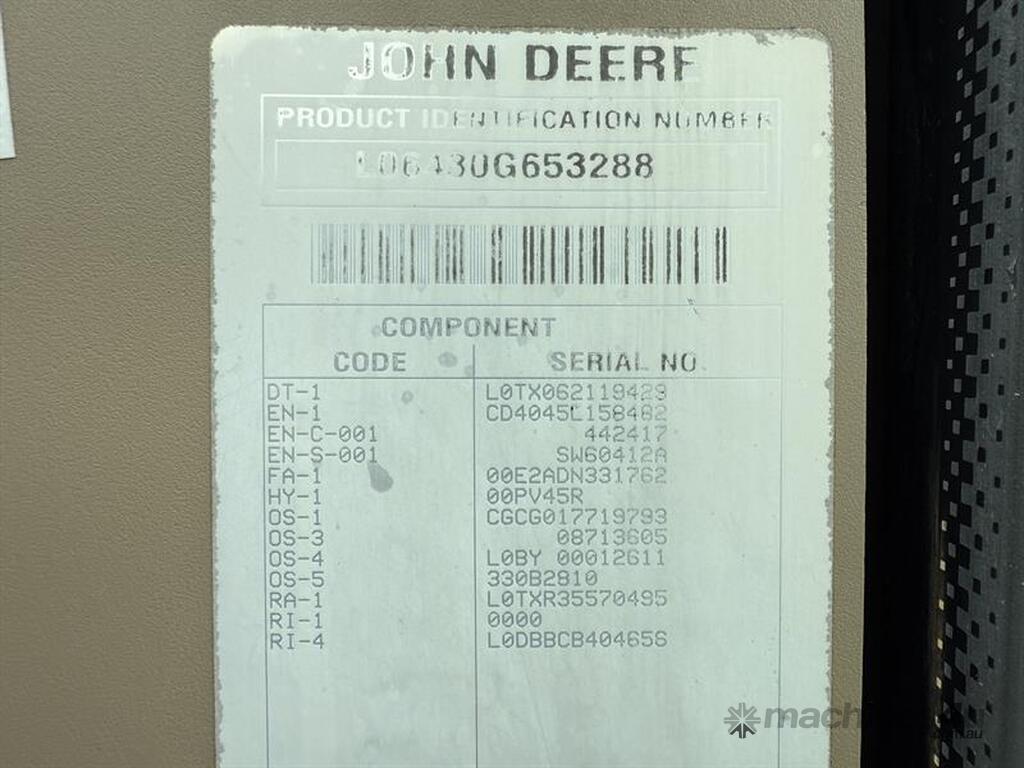 JOHN DEERE
PRODUCT IDENTIFICATION NUMBER
L06430G653288
COMPONENT
CODE SERIAL NO.
DT-1 L0TX062119429
EN-1 CD4045L158482
EN-C-001 442417
EN-S-001 SW60412A
FA-1 00E2ADN331762
HY-1 00PV45R
OS-1 CGCG017719793
OS-3 08713605
OS-4 L0BY 00012611
OS-5 330B2810
RA-1 L0TXR35570495
RI-1 0000
RI-4 L0DBBCB40465S